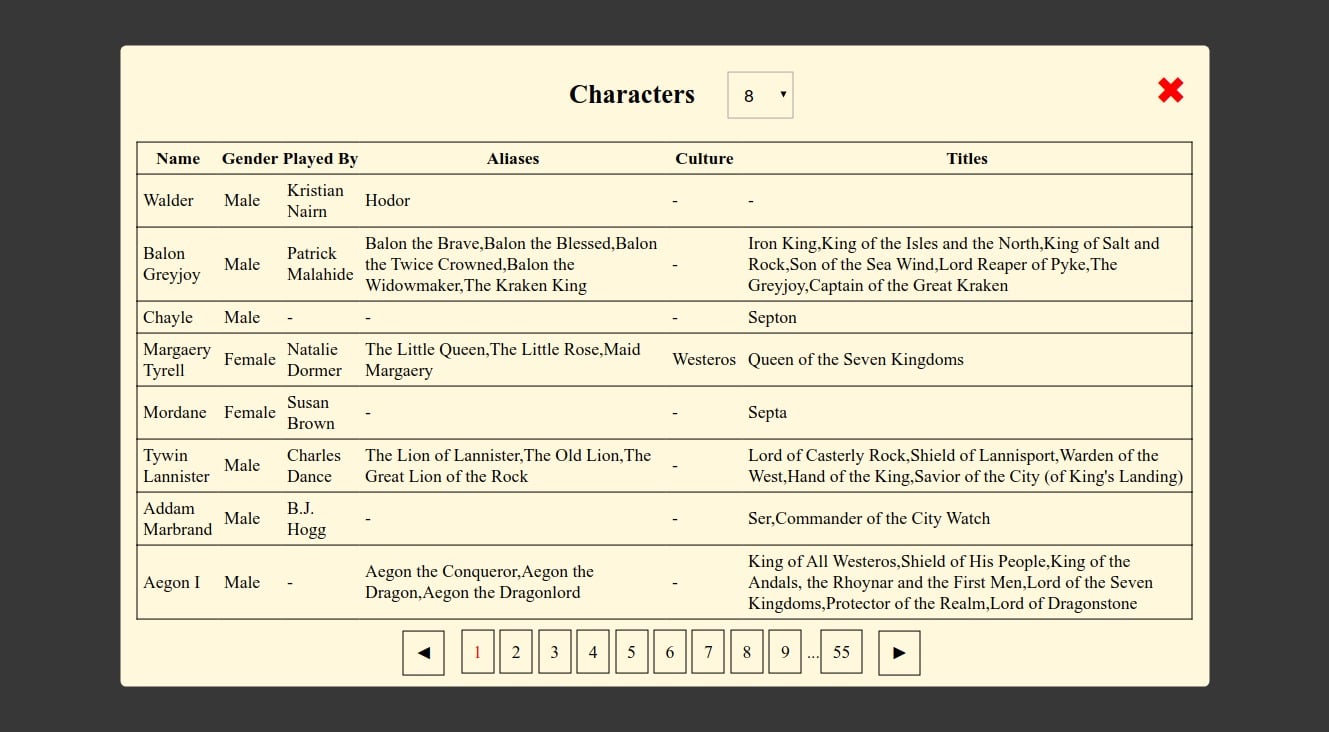 Characters 8
Name Gender Played By Aliases Culture Titles
Walder Male Kristian Nairn Hodor - -
Balon Greyjoy Male Patrick Malahide Balon the Brave,Balon the Blessed,Balon the Twice Crowned,Balon the Widowmaker,The Kraken King - Iron King,King of the Isles and the North,King of Salt and Rock,Son of the Sea Wind,Lord Reaper of Pyke,The Greyjoy,Captain of the Great Kraken
Chayle Male - - - Septon
Margaery Tyrell Female Natalie Dormer The Little Queen,The Little Rose,Maid Margaery Westeros Queen of the Seven Kingdoms
Mordane Female Susan Brown - - Septa
Tywin Lannister Male Charles Dance The Lion of Lannister,The Old Lion,The Great Lion of the Rock - Lord of Casterly Rock,Shield of Lannisport,Warden of the West,Hand of the King,Savior of the City (of King's Landing)
Addam Marbrand Male B.J. Hogg - - Ser,Commander of the City Watch
Aegon I Male - Aegon the Conqueror,Aegon the Dragon,Aegon the Dragonlord - King of All Westeros,Shield of His People,King of the Andals, the Rhoynar and the First Men,Lord of the Seven Kingdoms,Protector of the Realm,Lord of Dragonstone
1 2 3 4 5 6 7 8 9 ... 55